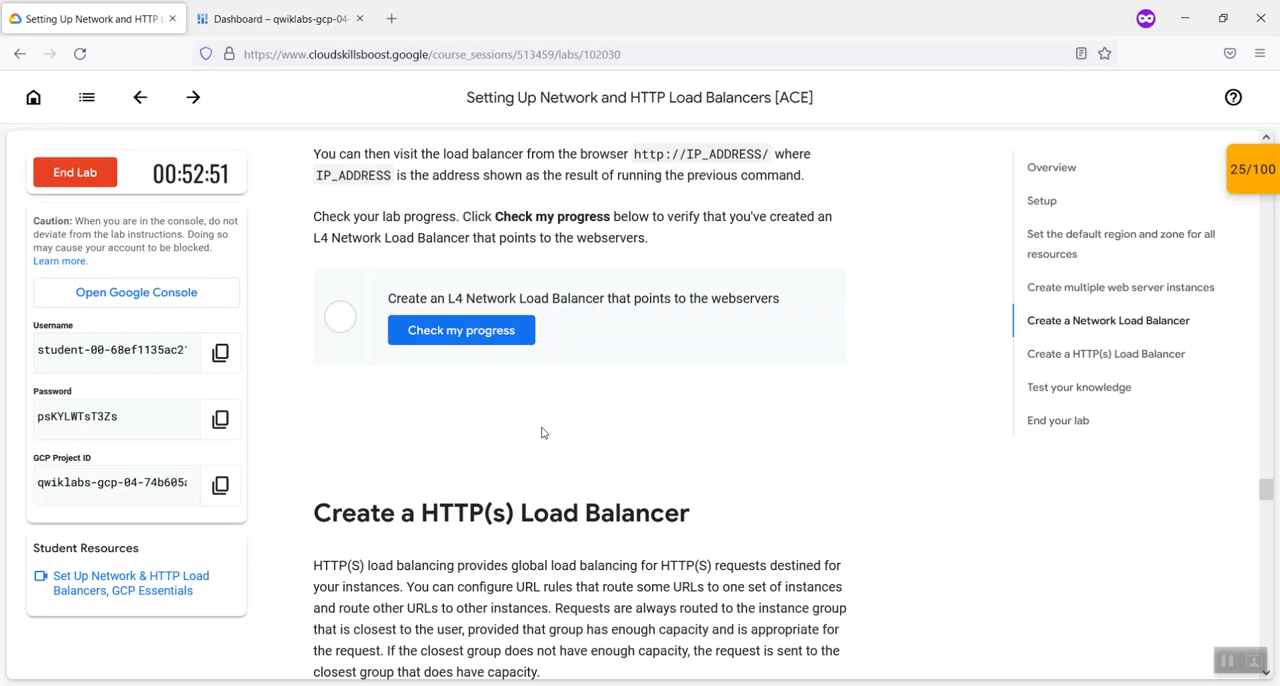 Setting Up Network and HTTP L
Dashboard – qwiklabs-gcp-04-
https://www.cloudskillsboost.google/course_sessions/513459/labs/102030
Setting Up Network and HTTP Load Balancers [ACE]
End Lab
00:52:51
Caution: When you are in the console, do not
deviate from the lab instructions. Doing so
may cause your account to be blocked.
Learn more.
Open Google Console
Username
student-00-68ef1135ac2
Password
psKYLWTsT3Zs
GCP Project ID
qwiklabs-gcp-04-74b605a
Student Resources
Set Up Network & HTTP Load
Balancers, GCP Essentials
You can then visit the load balancer from the browser http://IP_ADDRESS/ where
IP_ADDRESS is the address shown as the result of running the previous command.
Check your lab progress. Click Check my progress below to verify that you've created an
L4 Network Load Balancer that points to the webservers.
Create an L4 Network Load Balancer that points to the webservers
Check my progress
Create a HTTP(s) Load Balancer
HTTP(S) load balancing provides global load balancing for HTTP(S) requests destined for
your instances. You can configure URL rules that route some URLs to one set of instances
and route other URLs to other instances. Requests are always routed to the instance group
that is closest to the user, provided that group has enough capacity and is appropriate for
the request. If the closest group does not have enough capacity, the request is sent to the
closest group that does have capacity.
Overview
Setup
Set the default region and zone for all
resources
Create multiple web server instances
Create a Network Load Balancer
Create a HTTP(s) Load Balancer
Test your knowledge
End your lab
25/100